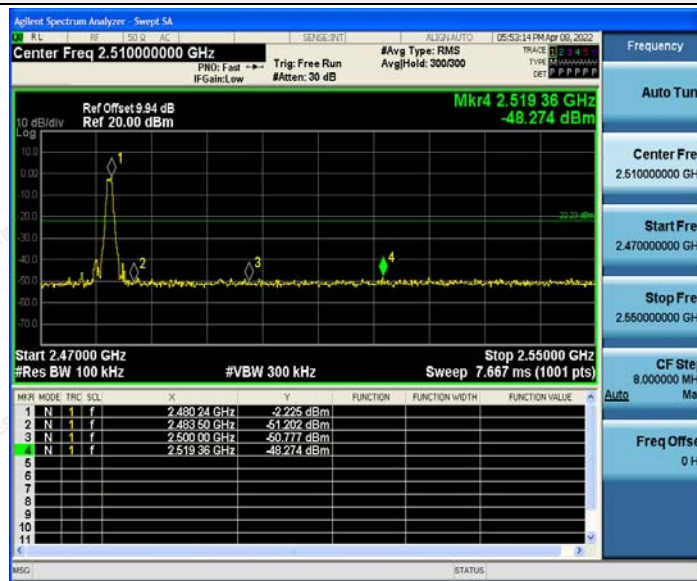 Agilent Spectrum Analyzer - Swept SA
RL RF 50 Ω AC SENSE:INT ALIGN AUTO 05:53:14 PM Apr 08, 2022
Center Freq 2.510000000 GHz
PNO: Fast
IFGain:Low
Trig: Free Run
#Atten: 30 dB
#Avg Type: RMS
Avg|Hold: 300/300
TRACE 1 2 3 4 5 6
TYPE M
DET P P P P P P
Ref Offset 9.94 dB
10 dB/div Ref 20.00 dBm
Log
Mkr4 2.519 36 GHz
-48.274 dBm
10.0
0.00
-10.0
-20.0
-30.0
-40.0
-50.0
-60.0
-70.0
1
2
3
4
-22.23 dBm
Start 2.47000 GHz Stop 2.55000 GHz
#Res BW 100 kHz #VBW 300 kHz Sweep 7.667 ms (1001 pts)
MKR MODE TRC SCL X Y FUNCTION FUNCTION WIDTH FUNCTION VALUE
1 N 1 f 2.480 24 GHz -2.225 dBm
2 N 1 f 2.483 50 GHz -51.202 dBm
3 N 1 f 2.500 00 GHz -50.777 dBm
4 N 1 f 2.519 36 GHz -48.274 dBm
5
6
7
8
9
10
11
MSG STATUS
Frequency
Auto Tun
Center Fre
2.510000000 GH
Start Fre
2.470000000 GH
Stop Fre
2.550000000 GH
CF Ste
8.000000 MH
Auto Ma
Freq Offse
0 H